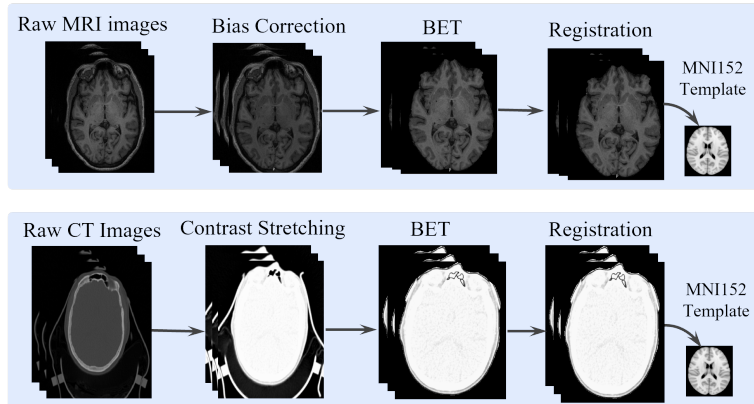 Raw MRI images
Bias Correction
BET
Registration
MNI152
Template
Raw CT Images
Contrast Stretching
BET
Registration
MNI152
Template